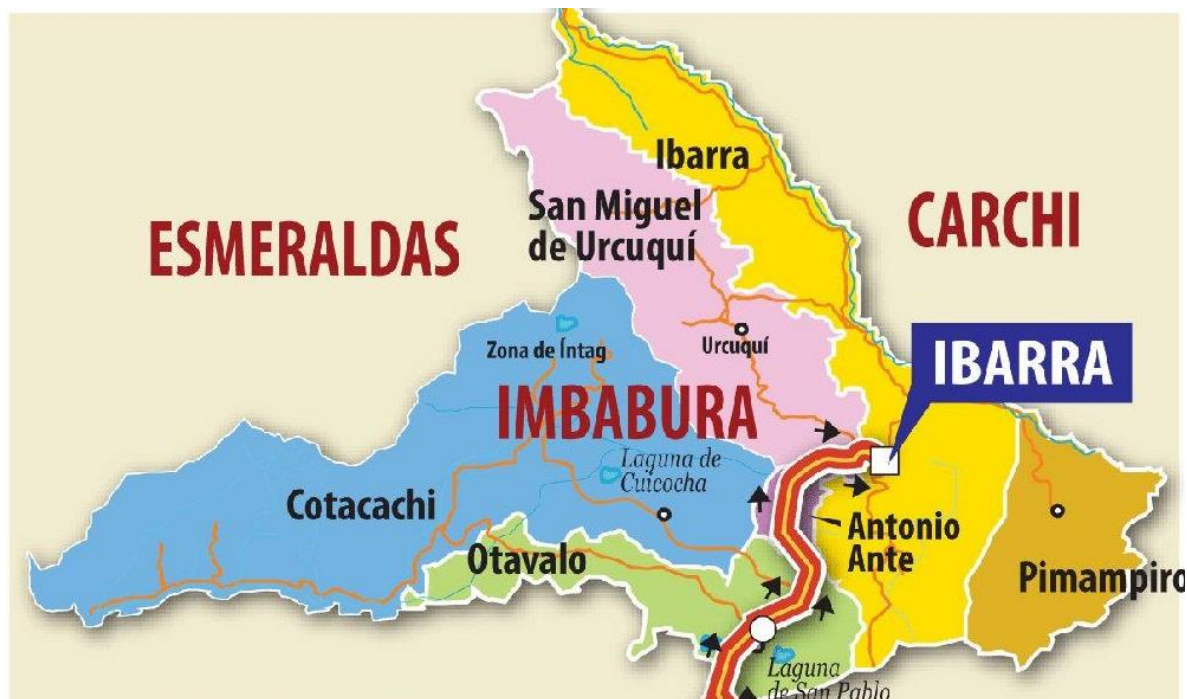 Ibarra
San Miguel
de Urcuquí
CARCHI
ESMERALDAS
Zona de Íntag
Urcuquí
IBARRA
IMBABURA
Laguna de
Cuicocha
Cotacachi
Antonio
Ante
Otavalo
Pimampiro
Laguna
de San Pablo